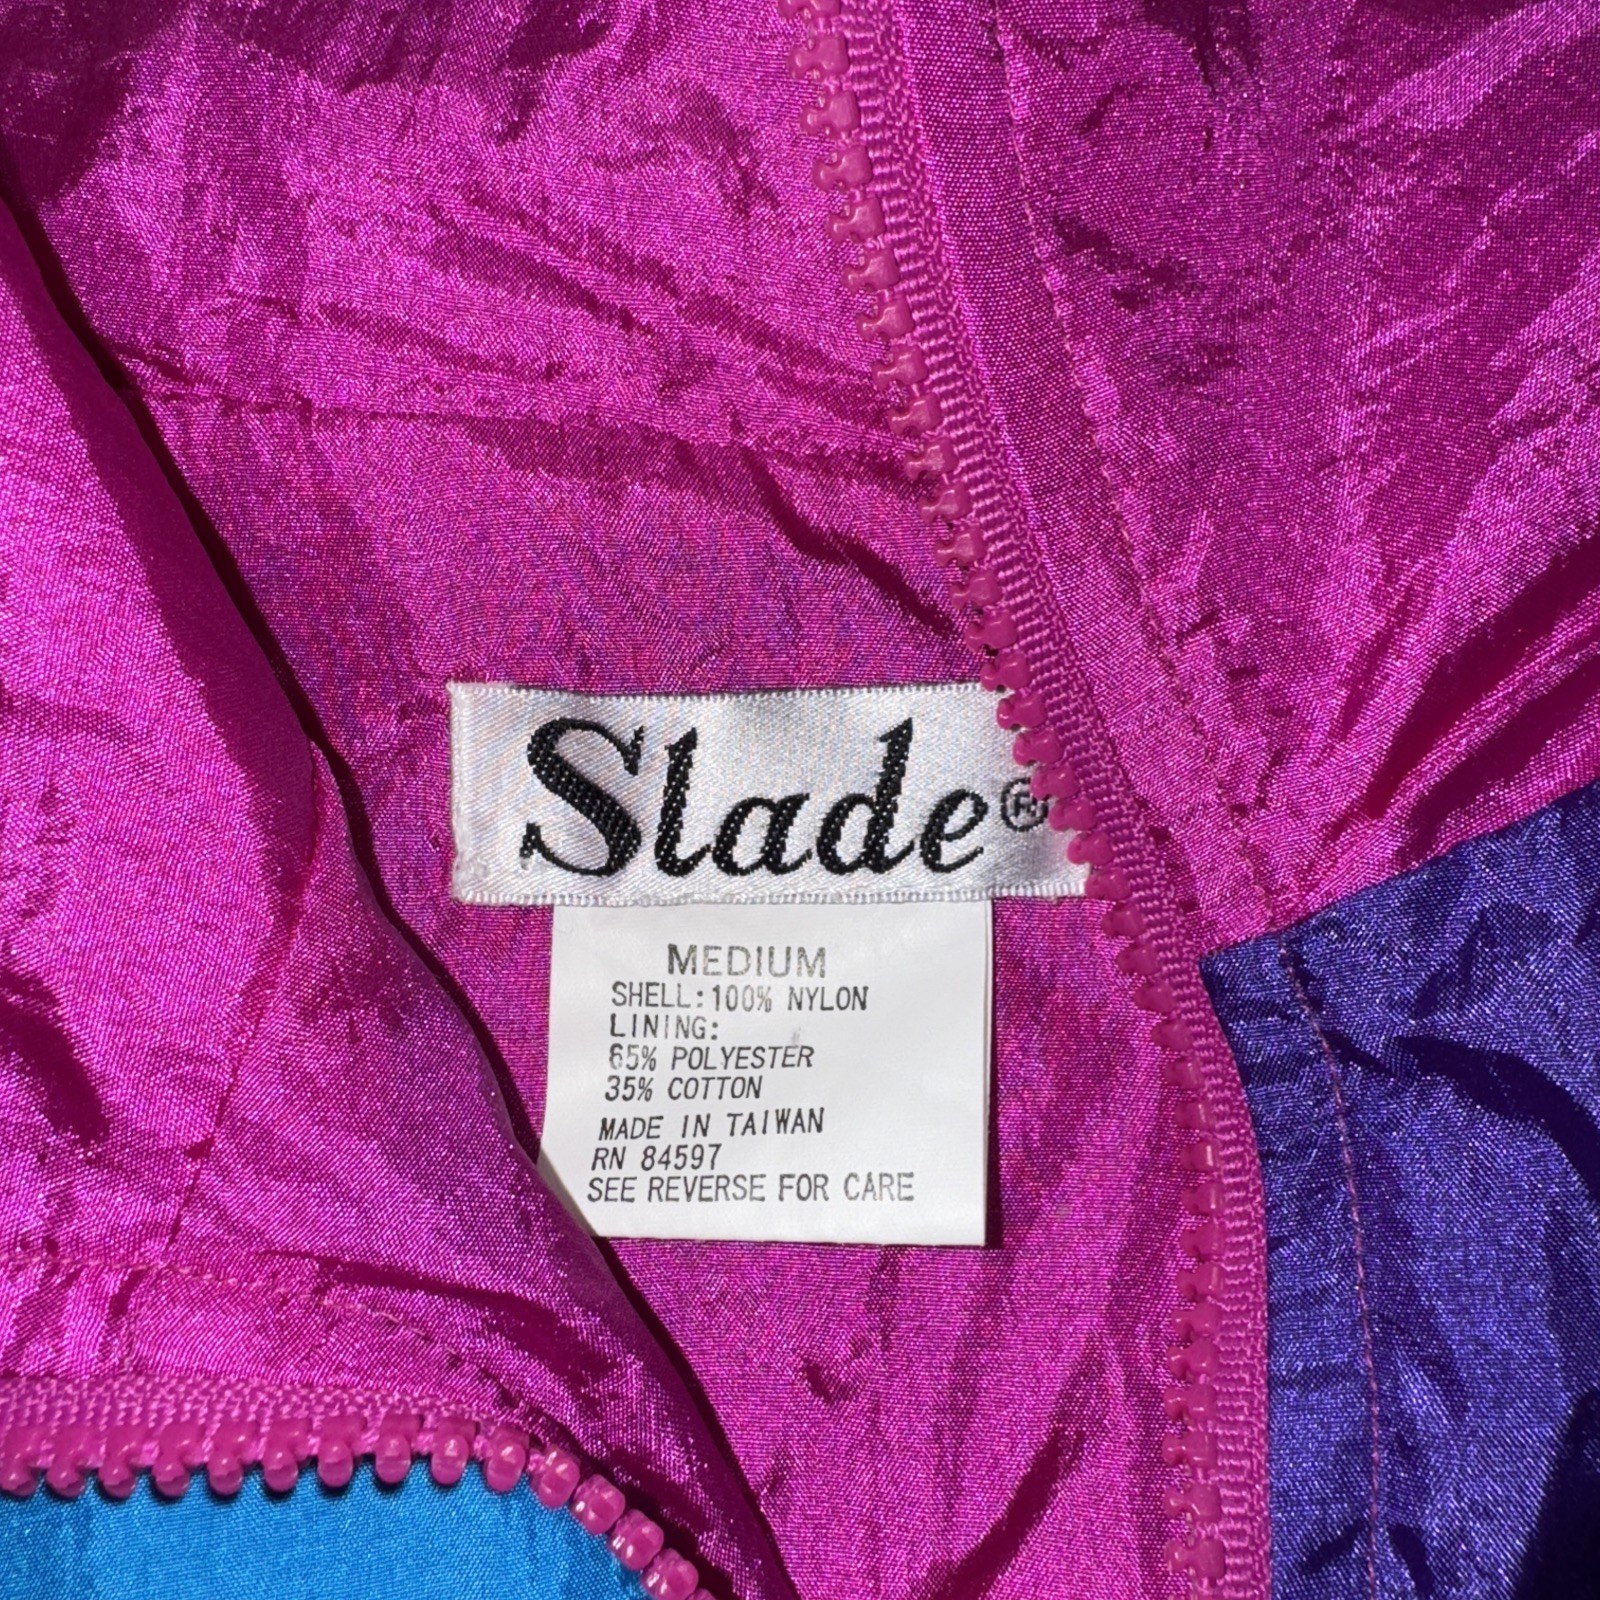 Slade®
MEDIUM
SHELL: 100% NYLON
LINING:
65% POLYESTER
35% COTTON
MADE IN TAIWAN
RN 84597
SEE REVERSE FOR CARE